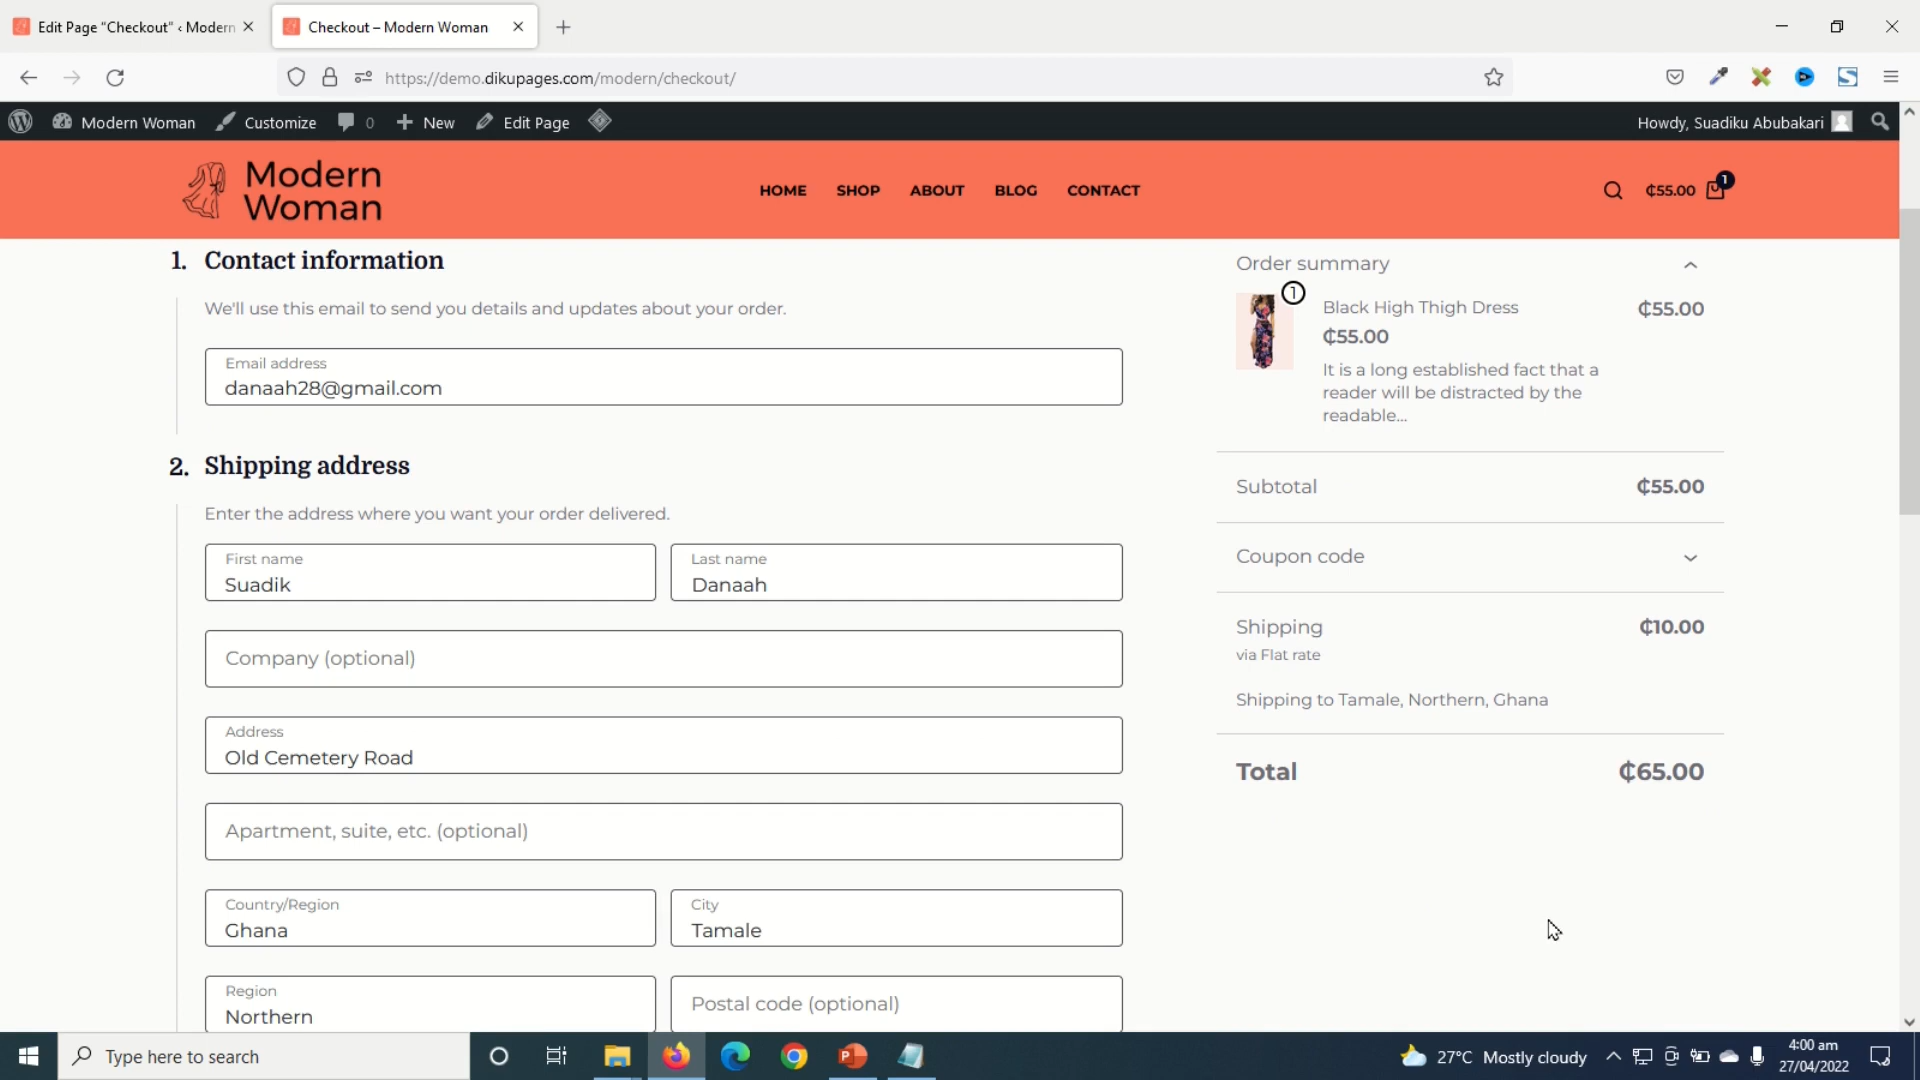 Edit Page “Checkout” ‹ Modern
Checkout – Modern Woman
https://demo.dikupages.com/modern/checkout/
Modern Woman
Customize
0
New
Edit Page
Howdy, Suadiku Abubakari
Modern
Woman
HOME
SHOP
ABOUT
BLOG
CONTACT
₵55.00
1
1. Contact information
We'll use this email to send you details and updates about your order.
Email address
danaah28@gmail.com
2. Shipping address
Enter the address where you want your order delivered.
First name
Suadik
Last name
Danaah
Company (optional)
Address
Old Cemetery Road
Apartment, suite, etc. (optional)
Country/Region
Ghana
City
Tamale
Region
Northern
Postal code (optional)
Order summary
1
Black High Thigh Dress
₵55.00
₵55.00
It is a long established fact that a
reader will be distracted by the
readable...
Subtotal
₵55.00
Coupon code
Shipping
₵10.00
via Flat rate
Shipping to Tamale, Northern, Ghana
Total
₵65.00
Type here to search
27°C Mostly cloudy
4:00 am
27/04/2022